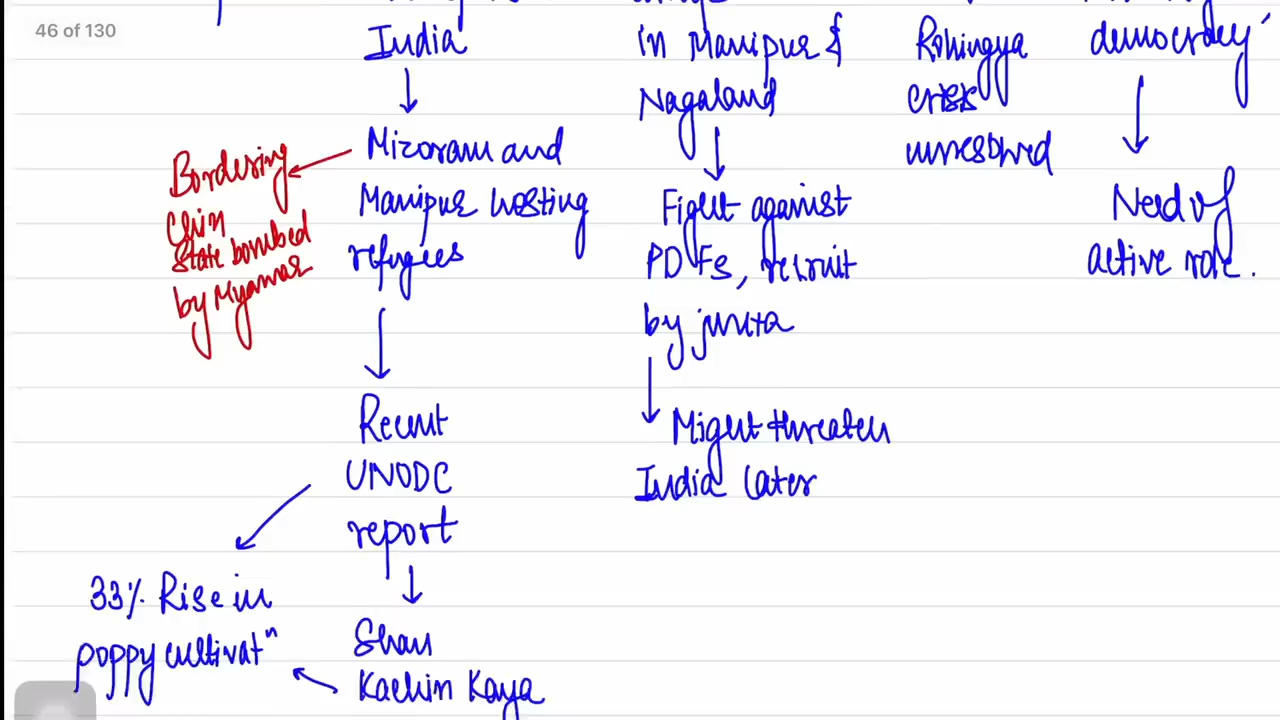 46 of 130
India
Mizoram and
Manipur hosting
refugees
Bordering
Chin
State bombed
by Myanmar
Recent
UNODC
report
33% Rise in
poppy cultivatⁿ
Shan
Kachin Kaya
in Manipur &
Nagaland
Fight against
PDFs, recruit
by junta
Might threaten
India later
Rohingya
crisis
unresolved
democracy'
Need of
active role.